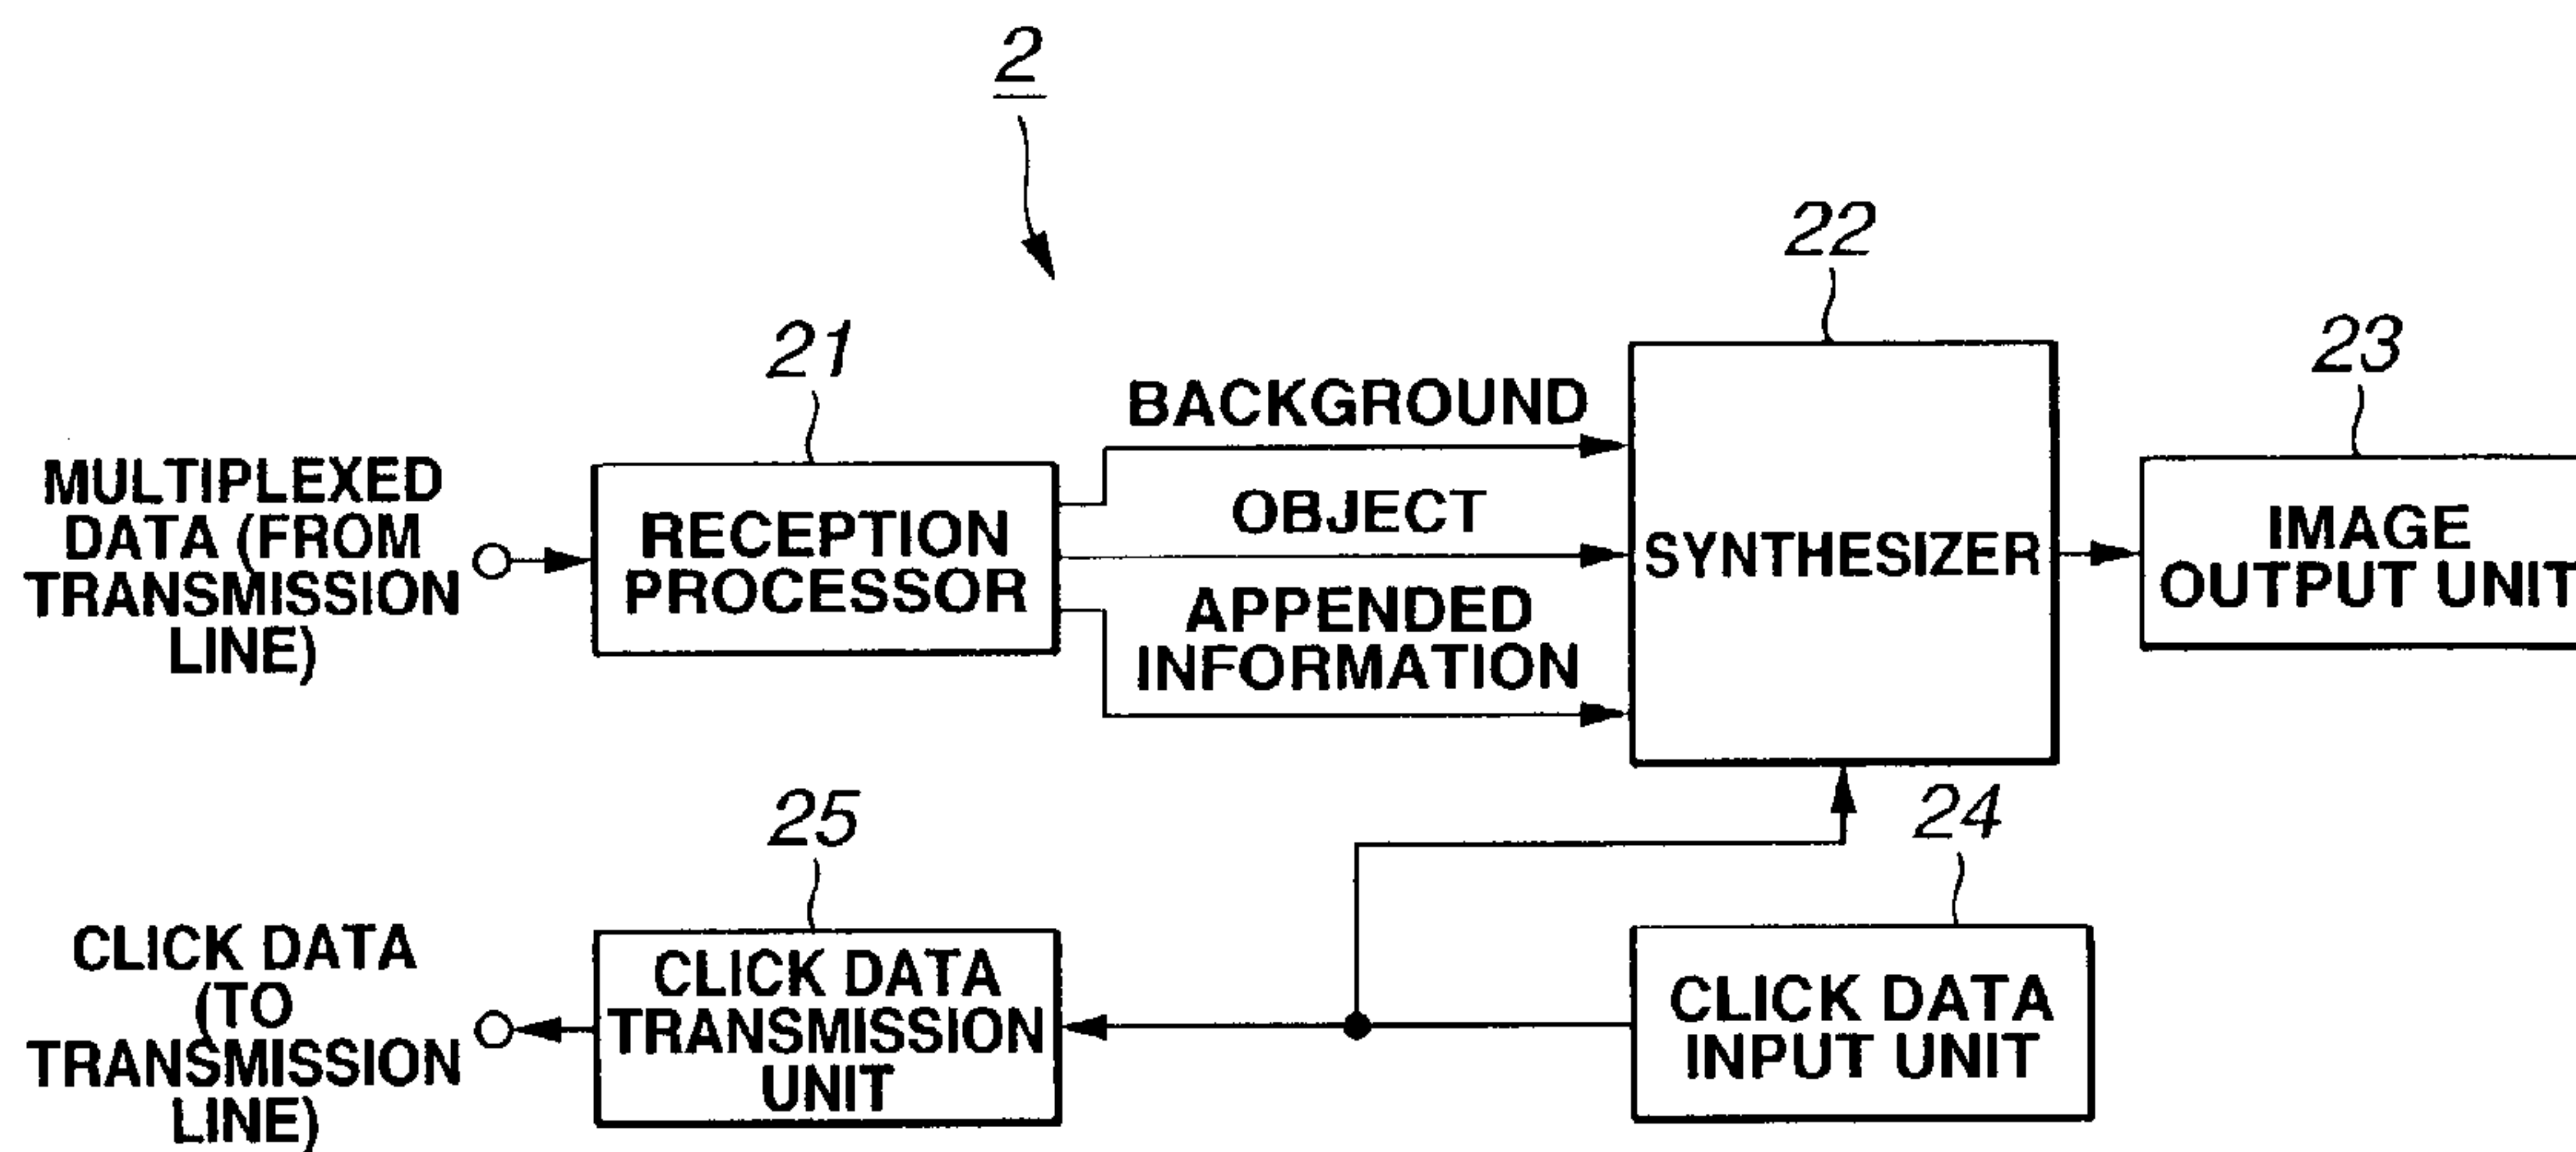 2
22
23
21
BACKGROUND
MULTIPLEXED
DATA (FROM
TRANSMISSION
LINE)
RECEPTION
PROCESSOR
OBJECT
APPENDED
INFORMATION
SYNTHESIZER
IMAGE
OUTPUT UNIT
25
24
CLICK DATA
(TO
TRANSMISSION
LINE)
CLICK DATA
TRANSMISSION
UNIT
CLICK DATA
INPUT UNIT